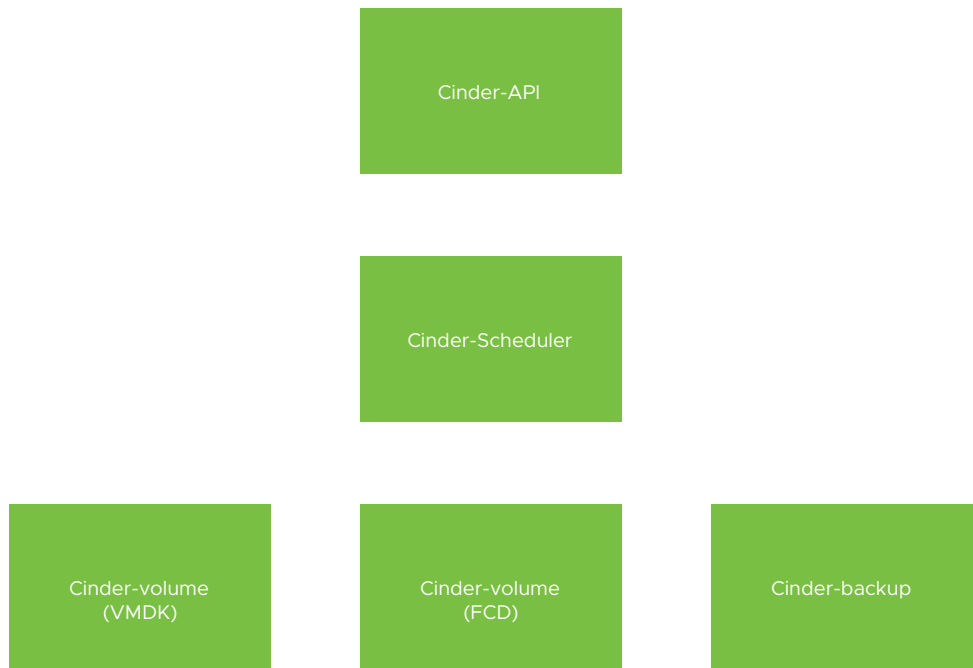 Cinder-API
Cinder-Scheduler
Cinder-volume
(VMDK)
Cinder-volume
(FCD)
Cinder-backup